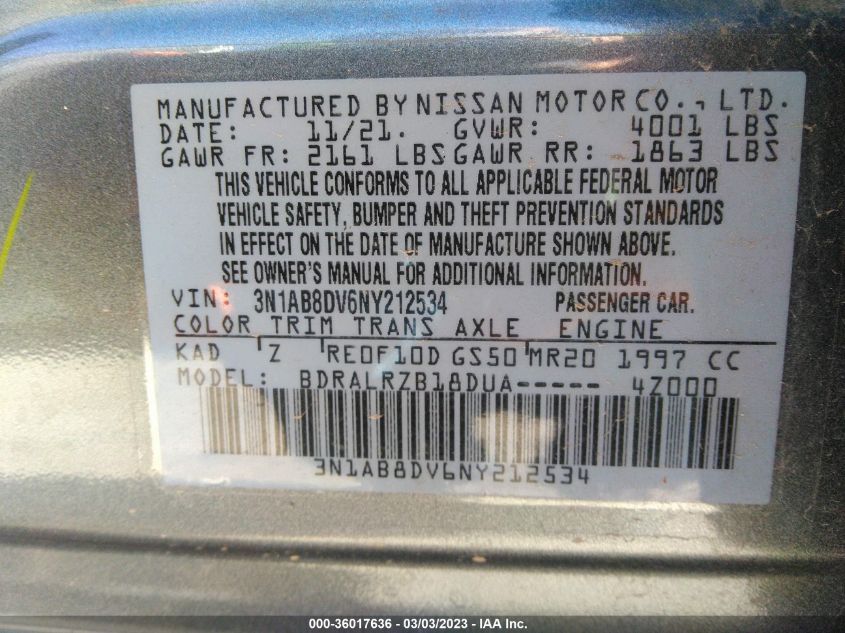 MANUFACTURED BY NISSAN MOTOR CO., LTD.
DATE: 11/21. GVWR: 4001 LBS
GAWR FR: 2161 LBS GAWR RR: 1863 LBS
THIS VEHICLE CONFORMS TO ALL APPLICABLE FEDERAL MOTOR
VEHICLE SAFETY, BUMPER AND THEFT PREVENTION STANDARDS
IN EFFECT ON THE DATE OF MANUFACTURE SHOWN ABOVE.
SEE OWNER'S MANUAL FOR ADDITIONAL INFORMATION.
VIN: 3N1AB8DV6NY212534 PASSENGER CAR.
COLOR TRIM TRANS AXLE ENGINE
KAD Z RE0F10D GS50 MR20 1997 CC
MODEL: BDRALRZB18DUA----- 4Z000
3N1AB8DV6NY212534
000-36017636 - 03/03/2023 - IAA Inc.